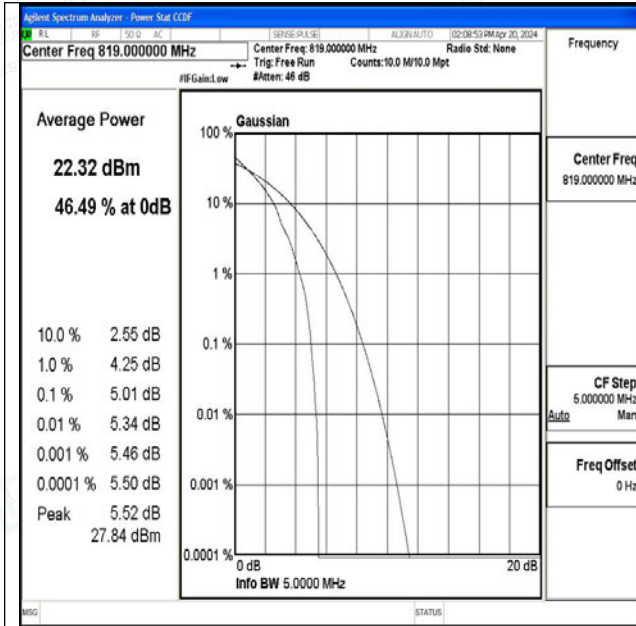 Agilent Spectrum Analyzer - Power Stat CCDF
RL RF 50 Ω AC SENSE:PULSE ALIGNAUTO 02:08:53 PM Apr 20, 2024
Center Freq 819.000000 MHz
Center Freq: 819.000000 MHz Radio Std: None
Trig: Free Run Counts:10.0 M/10.0 Mpt
#IFGain:Low #Atten: 46 dB
Frequency
Average Power
22.32 dBm
46.49 % at 0dB
10.0 % 2.55 dB
1.0 % 4.25 dB
0.1 % 5.01 dB
0.01 % 5.34 dB
0.001 % 5.46 dB
0.0001 % 5.50 dB
Peak 5.52 dB
27.84 dBm
Gaussian
100 %
10 %
1 %
0.1 %
0.01 %
0.001 %
0.0001 %
0 dB 20 dB
Info BW 5.0000 MHz
Center Freq
819.000000 MHz
CF Step
5.000000 MHz
Auto Man
Freq Offset
0 Hz
MSG STATUS